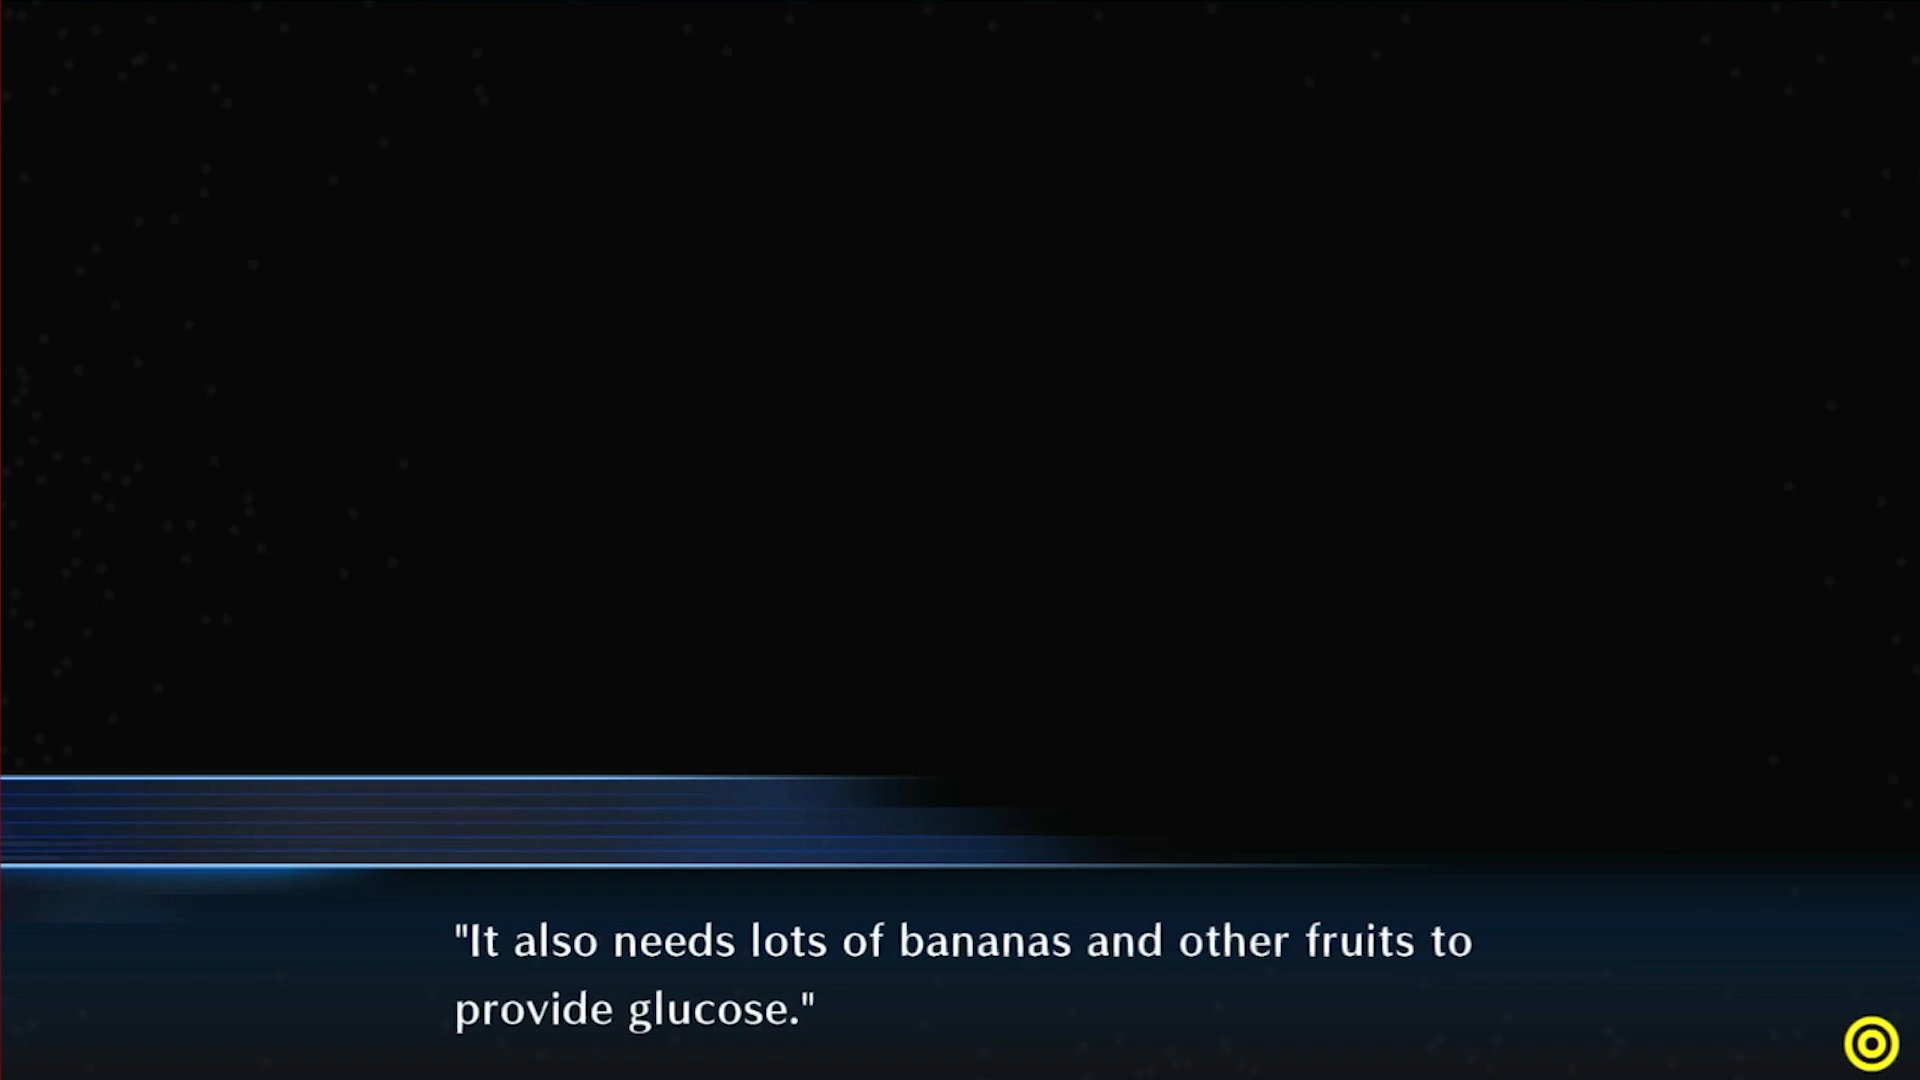 "It also needs lots of bananas and other fruits to
provide glucose."